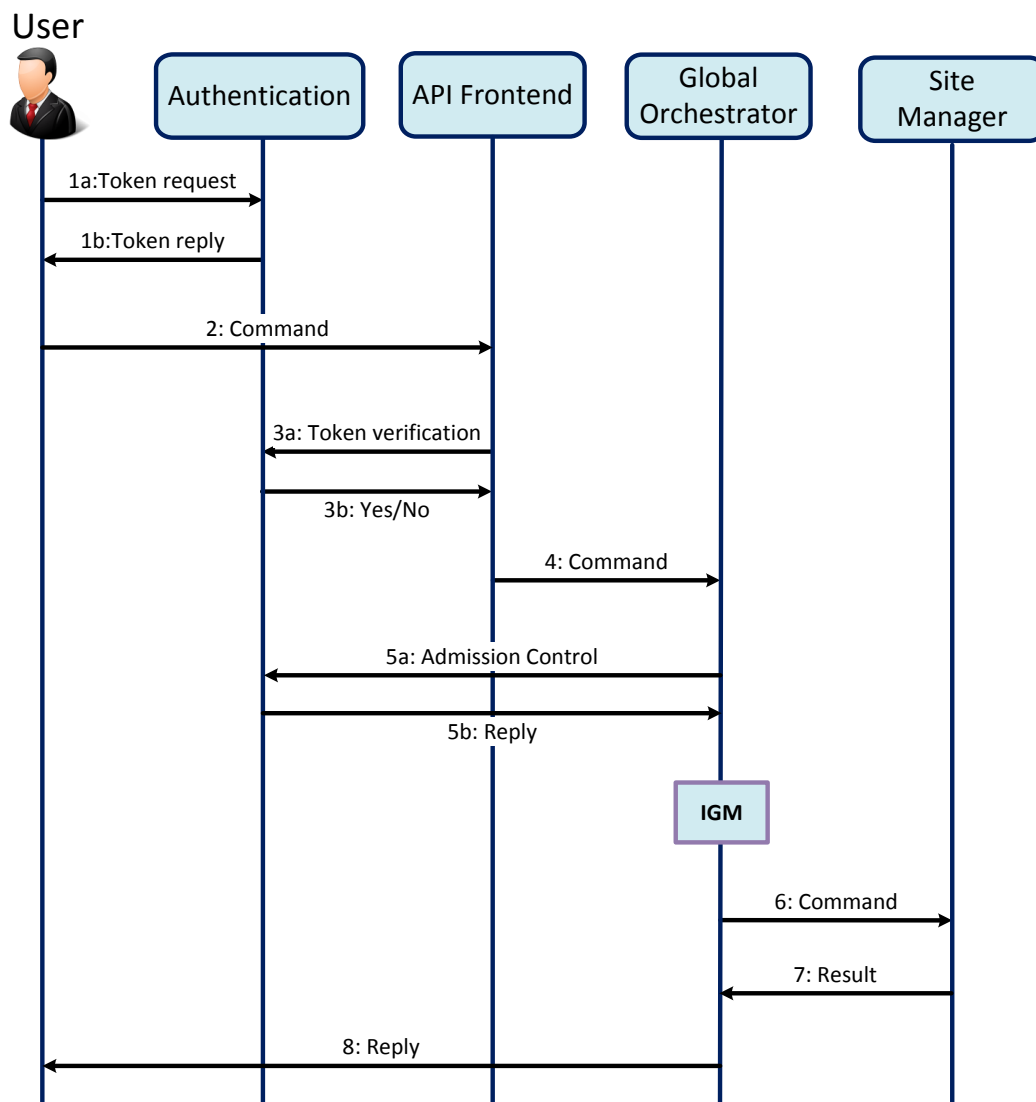 User
Authentication
API Frontend
Global
Orchestrator
Site
Manager
1a:Token request
1b:Token reply
2: Command
3a: Token verification
3b: Yes/No
4: Command
5a: Admission Control
5b: Reply
IGM
6: Command
7: Result
8: Reply